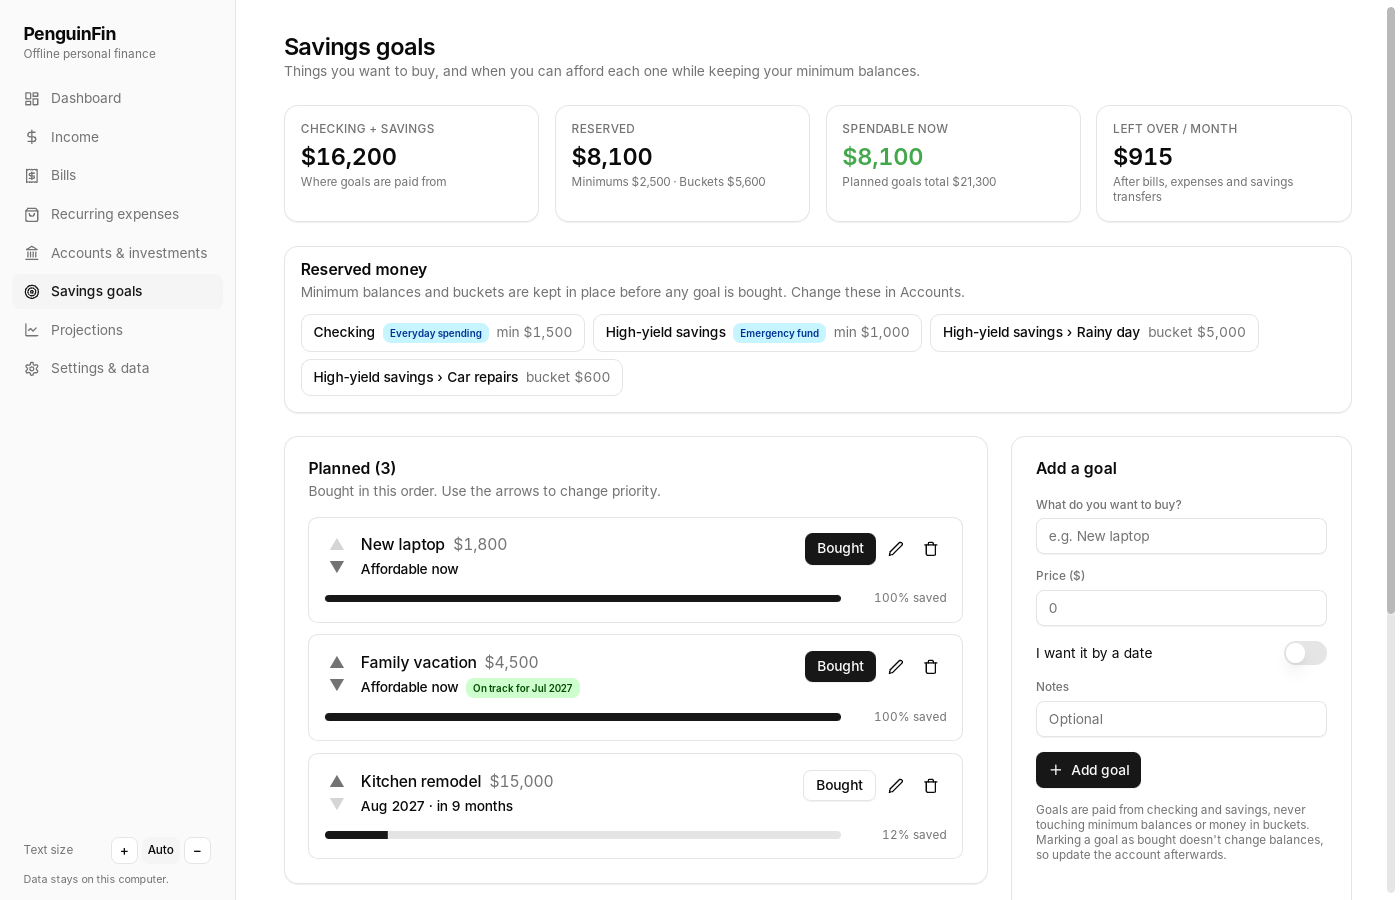 PenguinFin
Offline personal finance
Dashboard
Income
Bills
Recurring expenses
Accounts & investments
Savings goals
Projections
Settings & data
Text size
+
Auto
−
Data stays on this computer.
Savings goals
Things you want to buy, and when you can afford each one while keeping your minimum balances.
CHECKING + SAVINGS
$16,200
Where goals are paid from
RESERVED
$8,100
Minimums $2,500 · Buckets $5,600
SPENDABLE NOW
$8,100
Planned goals total $21,300
LEFT OVER / MONTH
$915
After bills, expenses and savings
transfers
Reserved money
Minimum balances and buckets are kept in place before any goal is bought. Change these in Accounts.
Checking Everyday spending min $1,500
High-yield savings Emergency fund min $1,000
High-yield savings › Rainy day bucket $5,000
High-yield savings › Car repairs bucket $600
Planned (3)
Bought in this order. Use the arrows to change priority.
New laptop $1,800
Affordable now
Bought
100% saved
Family vacation $4,500
Affordable now On track for Jul 2027
Bought
100% saved
Kitchen remodel $15,000
Aug 2027 · in 9 months
Bought
12% saved
Add a goal
What do you want to buy?
e.g. New laptop
Price ($)
0
I want it by a date
Notes
Optional
+ Add goal
Goals are paid from checking and savings, never
touching minimum balances or money in buckets.
Marking a goal as bought doesn't change balances,
so update the account afterwards.